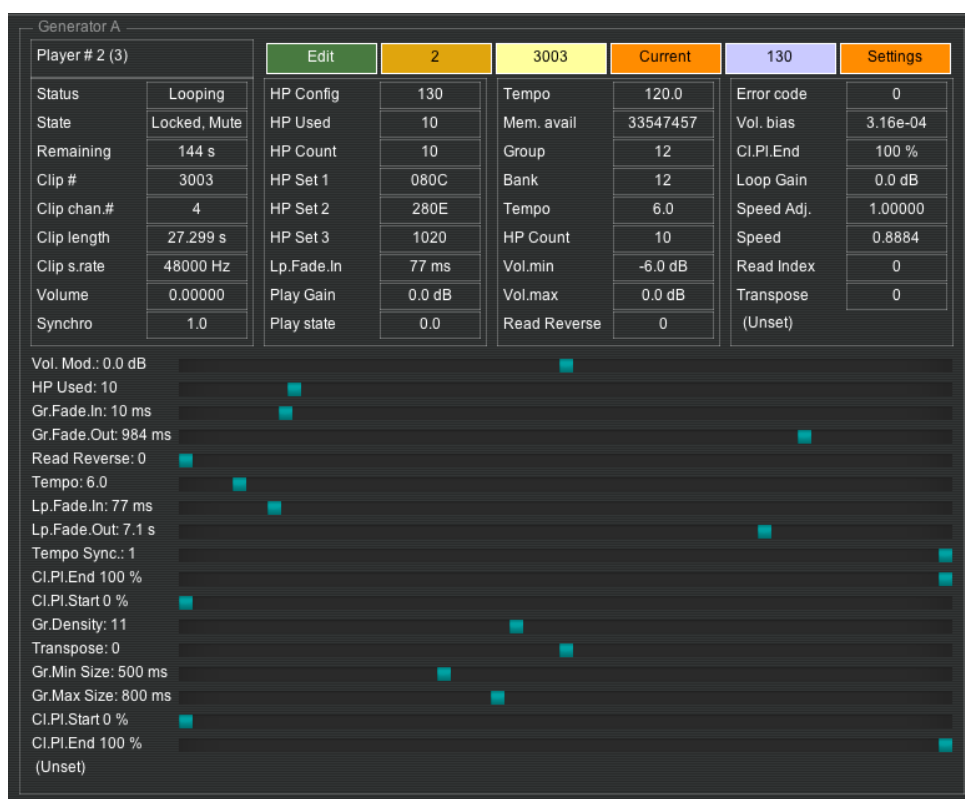 Generator A
Player # 2 (3) Edit 2 3003 Current 130 Settings
Status Looping HP Config 130 Tempo 120.0 Error code 0
State Locked, Mute HP Used 10 Mem. avail 33547457 Vol. bias 3.16e-04
Remaining 144 s HP Count 10 Group 12 Cl.Pl.End 100 %
Clip # 3003 HP Set 1 080C Bank 12 Loop Gain 0.0 dB
Clip chan.# 4 HP Set 2 280E Tempo 6.0 Speed Adj. 1.00000
Clip length 27.299 s HP Set 3 1020 HP Count 10 Speed 0.8884
Clip s.rate 48000 Hz Lp.Fade.In 77 ms Vol.min -6.0 dB Read Index 0
Volume 0.00000 Play Gain 0.0 dB Vol.max 0.0 dB Transpose 0
Synchro 1.0 Play state 0.0 Read Reverse 0 (Unset)
Vol. Mod.: 0.0 dB
HP Used: 10
Gr.Fade.In: 10 ms
Gr.Fade.Out: 984 ms
Read Reverse: 0
Tempo: 6.0
Lp.Fade.In: 77 ms
Lp.Fade.Out: 7.1 s
Tempo Sync.: 1
Cl.Pl.End 100 %
Cl.Pl.Start 0 %
Gr.Density: 11
Transpose: 0
Gr.Min Size: 500 ms
Gr.Max Size: 800 ms
Cl.Pl.Start 0 %
Cl.Pl.End 100 %
(Unset)